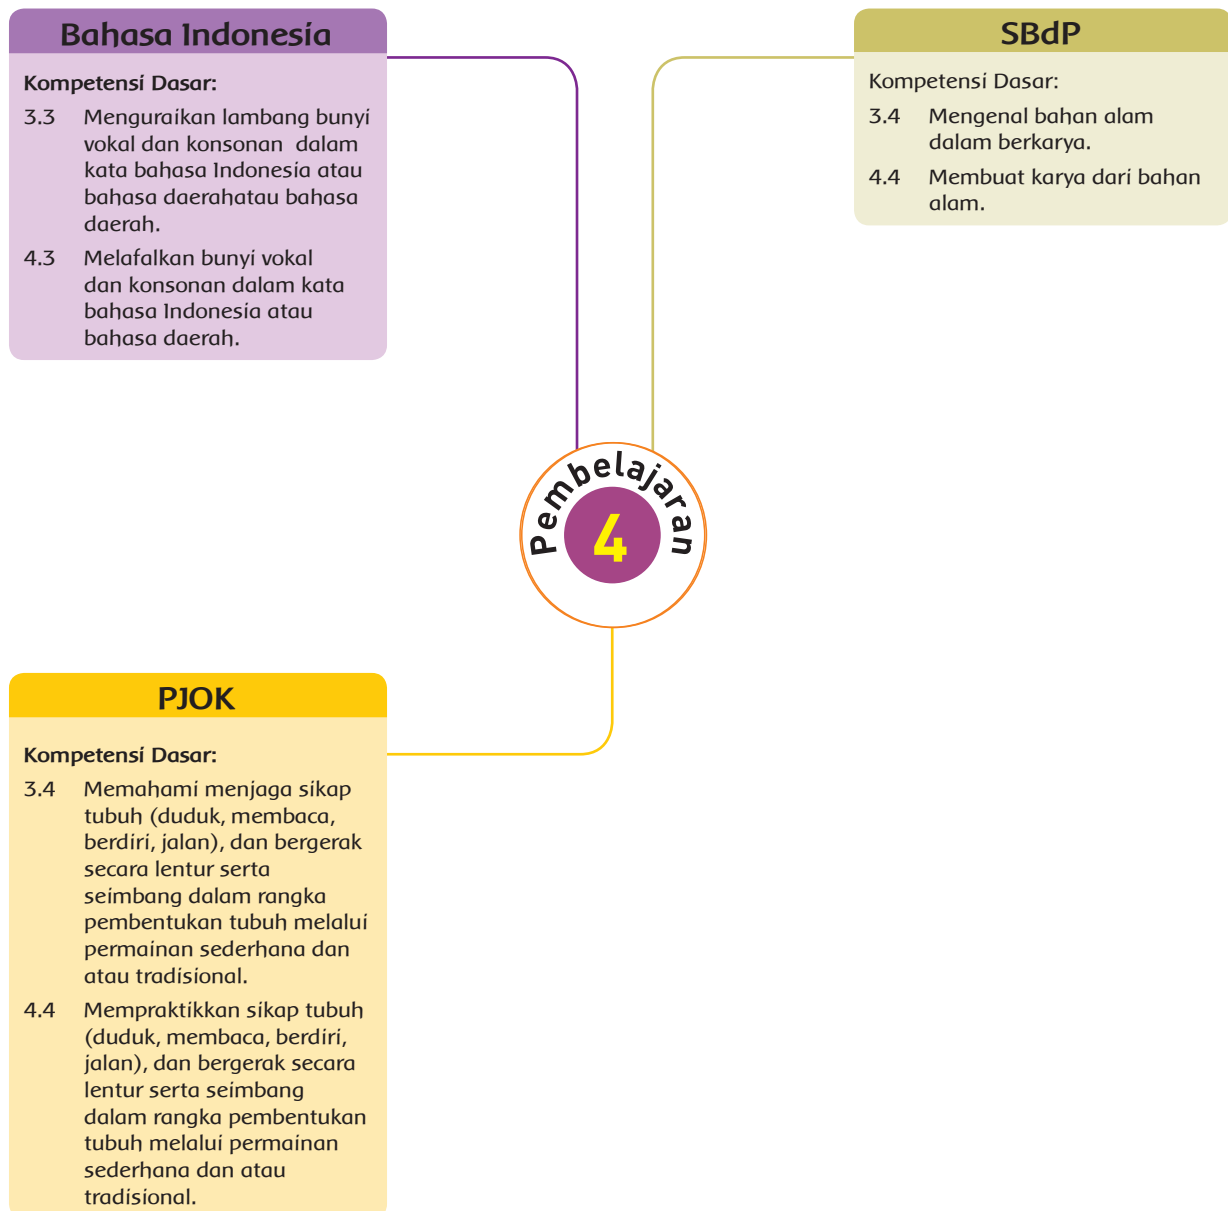 Bahasa Indonesia
Kompetensi Dasar:
3.3 Menguraikan lambang bunyi
vokal dan konsonan dalam
kata bahasa Indonesia atau
bahasa daerahatau bahasa
daerah.
4.3 Melafalkan bunyi vokal
dan konsonan dalam kata
bahasa Indonesia atau
bahasa daerah.
SBdP
Kompetensi Dasar:
3.4 Mengenal bahan alam
dalam berkarya.
4.4 Membuat karya dari bahan
alam.
Pembelajaran
4
PJOK
Kompetensi Dasar:
3.4 Memahami menjaga sikap
tubuh (duduk, membaca,
berdiri, jalan), dan bergerak
secara lentur serta
seimbang dalam rangka
pembentukan tubuh melalui
permainan sederhana dan
atau tradisional.
4.4 Mempraktikkan sikap tubuh
(duduk, membaca, berdiri,
jalan), dan bergerak secara
lentur serta seimbang
dalam rangka pembentukan
tubuh melalui permainan
sederhana dan atau
tradisional.